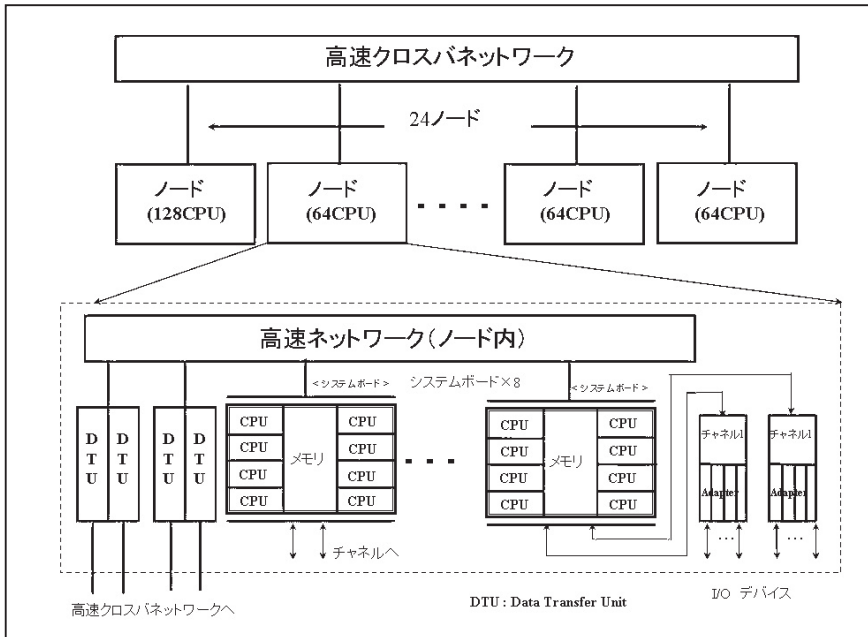 高速クロスバネットワーク
24ノード
ノード
(128CPU)
ノード
(64CPU)
ノード
(64CPU)
ノード
(64CPU)
高速ネットワーク(ノード内)
<システムボード>
システムボード×8
<システムボード>
DTU
DTU
DTU
DTU
CPU
CPU
CPU
CPU
メモリ
CPU
CPU
CPU
CPU
CPU
CPU
CPU
CPU
メモリ
CPU
CPU
CPU
CPU
チャネル1
Adapter
チャネル1
Adapter
チャネルへ
高速クロスバネットワークへ
DTU : Data Transfer Unit
I/O デバイス